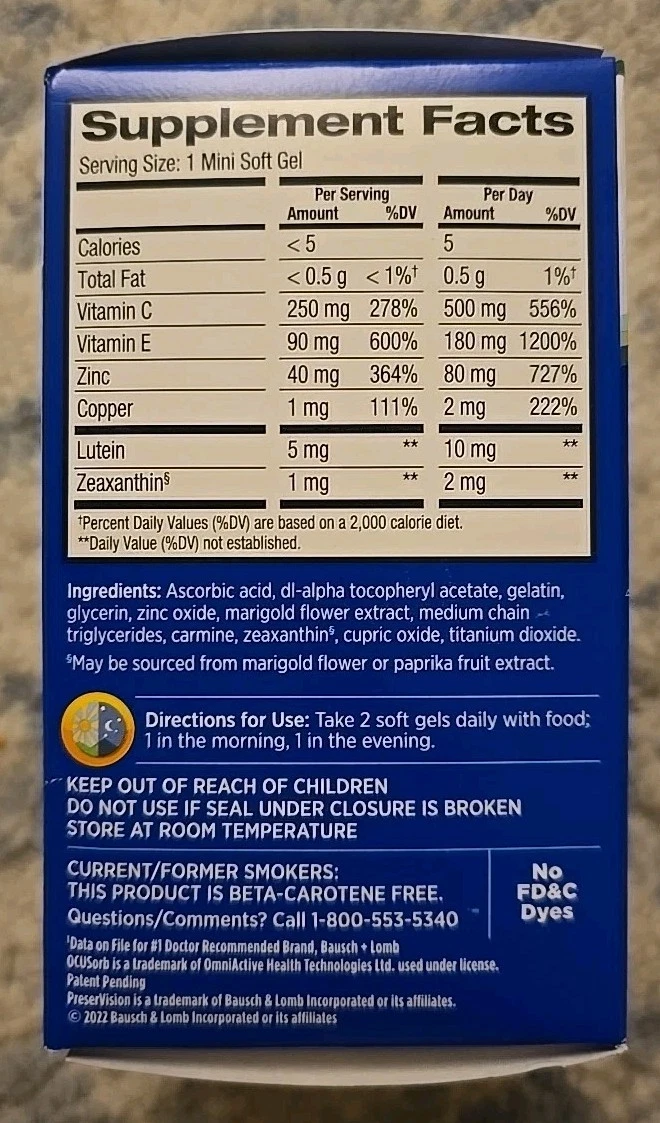 Supplement Facts
Serving Size: 1 Mini Soft Gel
Per Serving Per Day
Amount %DV Amount %DV
Calories < 5 5
Total Fat < 0.5 g < 1%† 0.5 g 1%†
Vitamin C 250 mg 278% 500 mg 556%
Vitamin E 90 mg 600% 180 mg 1200%
Zinc 40 mg 364% 80 mg 727%
Copper 1 mg 111% 2 mg 222%
Lutein 5 mg ** 10 mg **
Zeaxanthin§ 1 mg ** 2 mg **
†Percent Daily Values (%DV) are based on a 2,000 calorie diet.
**Daily Value (%DV) not established.
Ingredients: Ascorbic acid, dl-alpha tocopheryl acetate, gelatin,
glycerin, zinc oxide, marigold flower extract, medium chain
triglycerides, carmine, zeaxanthin§, cupric oxide, titanium dioxide.
§May be sourced from marigold flower or paprika fruit extract.
Directions for Use: Take 2 soft gels daily with food;
1 in the morning, 1 in the evening.
KEEP OUT OF REACH OF CHILDREN
DO NOT USE IF SEAL UNDER CLOSURE IS BROKEN
STORE AT ROOM TEMPERATURE
CURRENT/FORMER SMOKERS:
THIS PRODUCT IS BETA-CAROTENE FREE.
Questions/Comments? Call 1-800-553-5340
No
FD&C
Dyes
¹Data on File for #1 Doctor Recommended Brand, Bausch + Lomb
OCUSorb is a trademark of OmniActive Health Technologies Ltd. used under license.
Patent Pending
PreserVision is a trademark of Bausch & Lomb Incorporated or its affiliates.
© 2022 Bausch & Lomb Incorporated or its affiliates